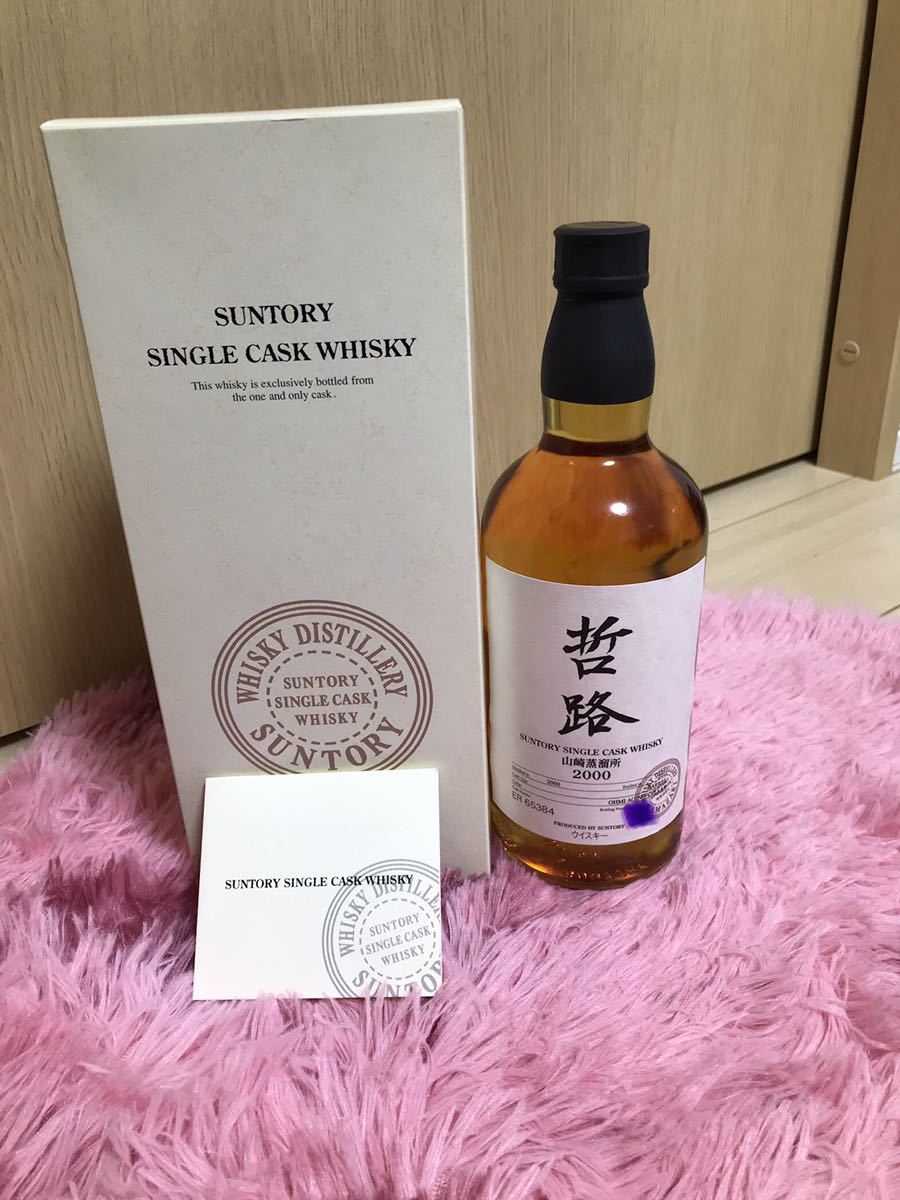 SUNTORY
SINGLE CASK WHISKY
This whisky is exclusively bottled from
the one and only cask.
WHISKY DISTILLERY
SUNTORY
SINGLE CASK
WHISKY
SUNTORY
SUNTORY SINGLE CASK WHISKY
WHISKY DISTILLERY
SUNTORY
SINGLE CASK
WHISKY
SUNTORY
哲
路
SUNTORY SINGLE CASK WHISKY
山崎蒸溜所
2000
2000
ER 65384
PRODUCED BY SUNTORY
ウイスキー